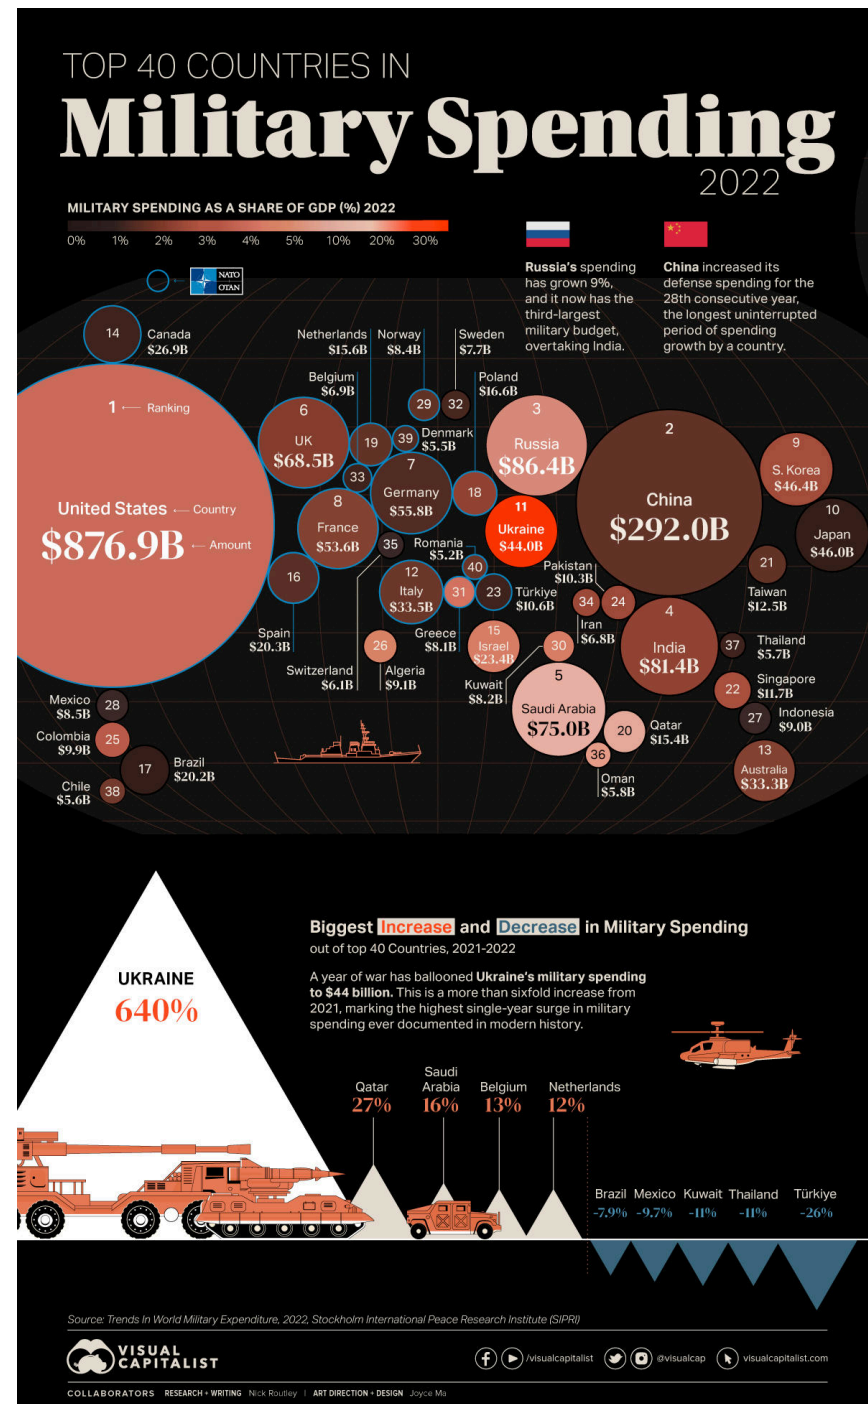 TOP 40 COUNTRIES IN
Military Spending
2022
MILITARY SPENDING AS A SHARE OF GDP (%) 2022
0% 1% 2% 3% 4% 5% 10% 20% 30%
NATO
OTAN
Russia's spending
has grown 9%,
and it now has the
third-largest
military budget,
overtaking India.
China increased its
defense spending for the
28th consecutive year,
the longest uninterrupted
period of spending
growth by a country.
14
Canada
$26.9B
1 ← Ranking
United States ← Country
$876.9B ← Amount
Netherlands
$15.6B
Norway
$8.4B
Sweden
$7.7B
Belgium
$6.9B
Poland
$16.6B
6
UK
$68.5B
19
29
32
39
Denmark
$5.5B
33
7
Germany
$55.8B
18
8
France
$53.6B
35
Romania
$5.2B
40
16
Spain
$20.3B
12
Italy
$33.5B
31
23
Türkiye
$10.6B
Greece
$8.1B
Switzerland
$6.1B
26
Algeria
$9.1B
3
Russia
$86.4B
11
Ukraine
$44.0B
2
China
$292.0B
9
S. Korea
$46.4B
10
Japan
$46.0B
21
Taiwan
$12.5B
Pakistan
$10.3B
34
24
Iran
$6.8B
4
India
$81.4B
15
Israel
$23.4B
30
Kuwait
$8.2B
5
Saudi Arabia
$75.0B
20
Qatar
$15.4B
36
Oman
$5.8B
37
Thailand
$5.7B
22
Singapore
$11.7B
27
Indonesia
$9.0B
13
Australia
$33.3B
Mexico
$8.5B
28
Colombia
$9.9B
25
17
Brazil
$20.2B
Chile
$5.6B
38
Biggest Increase and Decrease in Military Spending
out of top 40 Countries, 2021-2022
A year of war has ballooned Ukraine's military spending
to $44 billion. This is a more than sixfold increase from
2021, marking the highest single-year surge in military
spending ever documented in modern history.
UKRAINE
640%
Qatar
27%
Saudi
Arabia
16%
Belgium
13%
Netherlands
12%
Brazil
-7.9%
Mexico
-9.7%
Kuwait
-11%
Thailand
-11%
Türkiye
-26%
Source: Trends In World Military Expenditure, 2022, Stockholm International Peace Research Institute (SIPRI)
VISUAL
CAPITALIST
/visualcapitalist
@visualcap
visualcapitalist.com
COLLABORATORS RESEARCH + WRITING Nick Routley | ART DIRECTION + DESIGN Joyce Ma